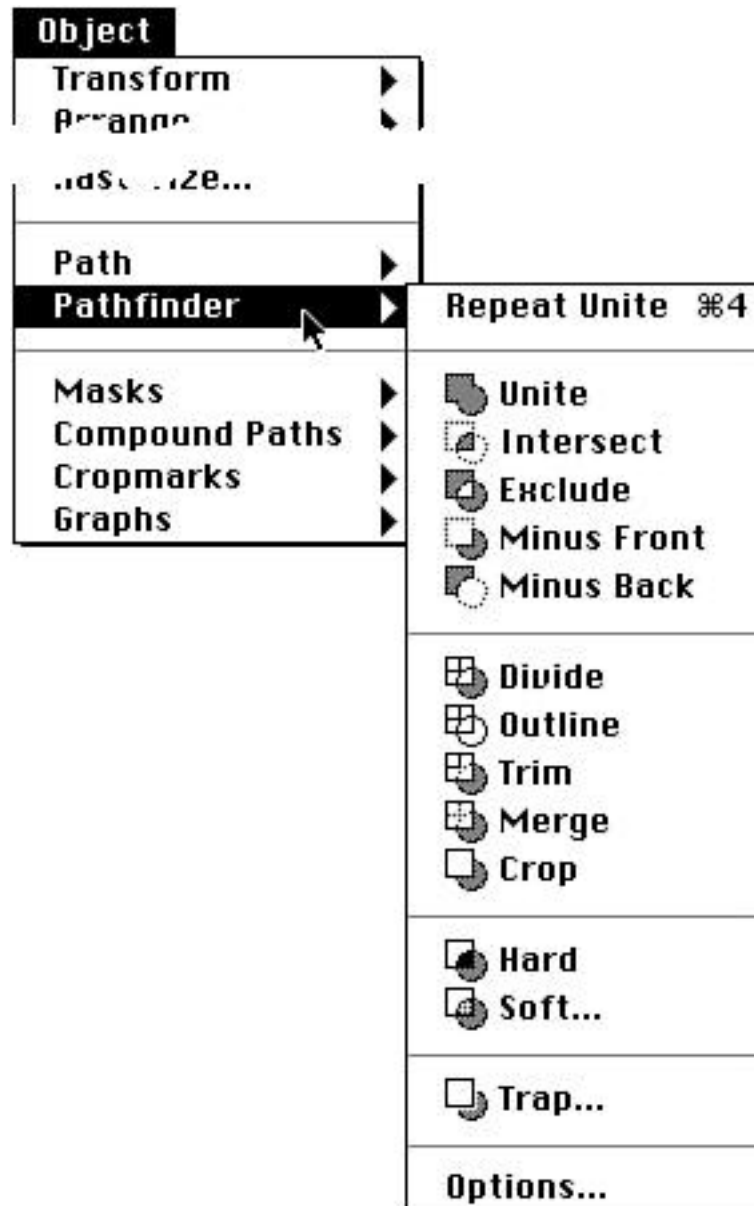 Object
Transform
Path
Pathfinder
Masks
Compound Paths
Cropmarks
Graphs
Repeat Unite ⌘4
Unite
Intersect
Exclude
Minus Front
Minus Back
Divide
Outline
Trim
Merge
Crop
Hard
Soft...
Trap...
Options...